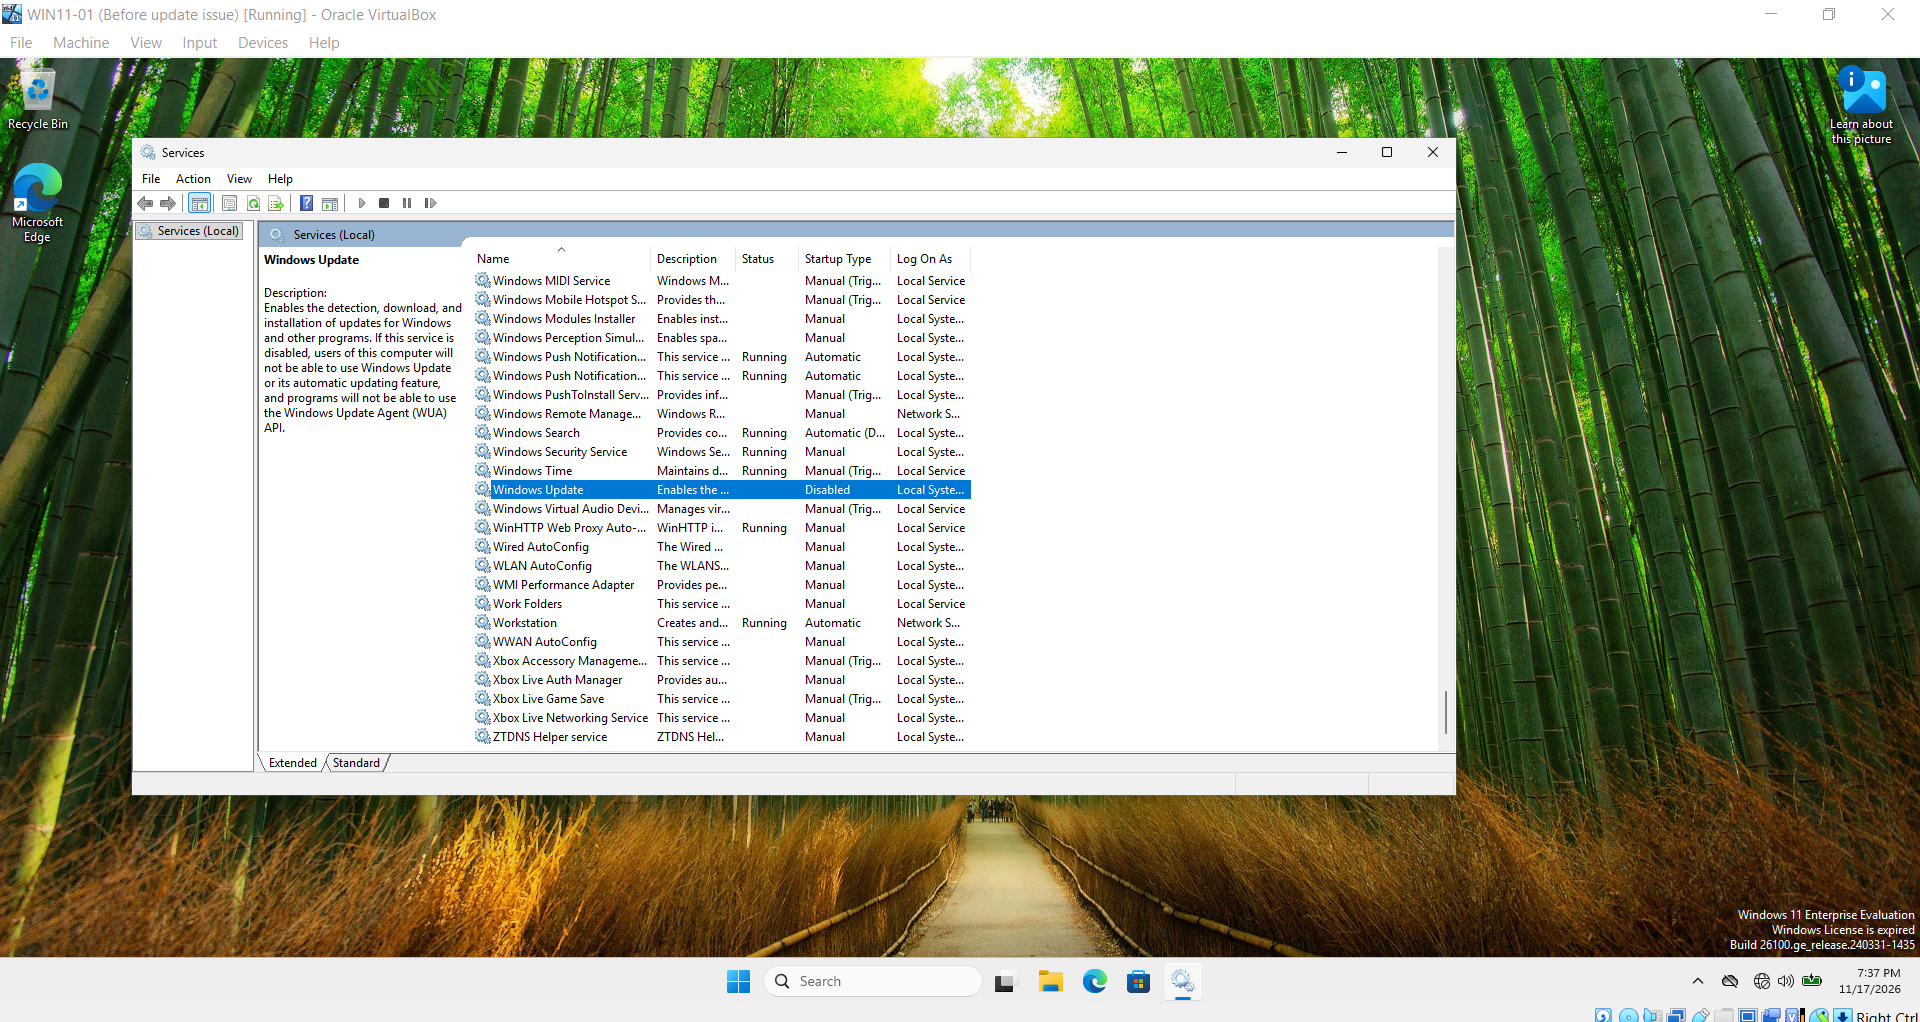 WIN11-01 (Before update issue) [Running] - Oracle VirtualBox
File Machine View Input Devices Help
Recycle Bin
Microsoft
Edge
Learn about
this picture
Services
File Action View Help
Services (Local)
Services (Local)
Windows Update
Description:
Enables the detection, download, and
installation of updates for Windows
and other programs. If this service is
disabled, users of this computer will
not be able to use Windows Update
or its automatic updating feature,
and programs will not be able to use
the Windows Update Agent (WUA)
API.
Name Description Status Startup Type Log On As
Windows MIDI Service Windows M... Manual (Trig... Local Service
Windows Mobile Hotspot S... Provides th... Manual (Trig... Local Service
Windows Modules Installer Enables inst... Manual Local Syste...
Windows Perception Simul... Enables spa... Manual Local Syste...
Windows Push Notification... This service ... Running Automatic Local Syste...
Windows Push Notification... This service ... Running Automatic Local Syste...
Windows PushToInstall Serv... Provides inf... Manual (Trig... Local Syste...
Windows Remote Manage... Windows R... Manual Network S...
Windows Search Provides co... Running Automatic (D... Local Syste...
Windows Security Service Windows Se... Running Manual Local Syste...
Windows Time Maintains d... Running Manual (Trig... Local Service
Windows Update Enables the ... Disabled Local Syste...
Windows Virtual Audio Devi... Manages vir... Manual (Trig... Local Service
WinHTTP Web Proxy Auto-... WinHTTP i... Running Manual Local Service
Wired AutoConfig The Wired ... Manual Local Syste...
WLAN AutoConfig The WLANS... Manual Local Syste...
WMI Performance Adapter Provides pe... Manual Local Syste...
Work Folders This service ... Manual Local Service
Workstation Creates and... Running Automatic Network S...
WWAN AutoConfig This service ... Manual Local Syste...
Xbox Accessory Manageme... This service ... Manual (Trig... Local Syste...
Xbox Live Auth Manager Provides au... Manual Local Syste...
Xbox Live Game Save This service ... Manual (Trig... Local Syste...
Xbox Live Networking Service This service ... Manual Local Syste...
ZTDNS Helper service ZTDNS Hel... Manual Local Syste...
Extended Standard
Windows 11 Enterprise Evaluation
Windows License is expired
Build 26100.ge_release.240331-1435
Search
7:37 PM
11/17/2026
Right Ctrl